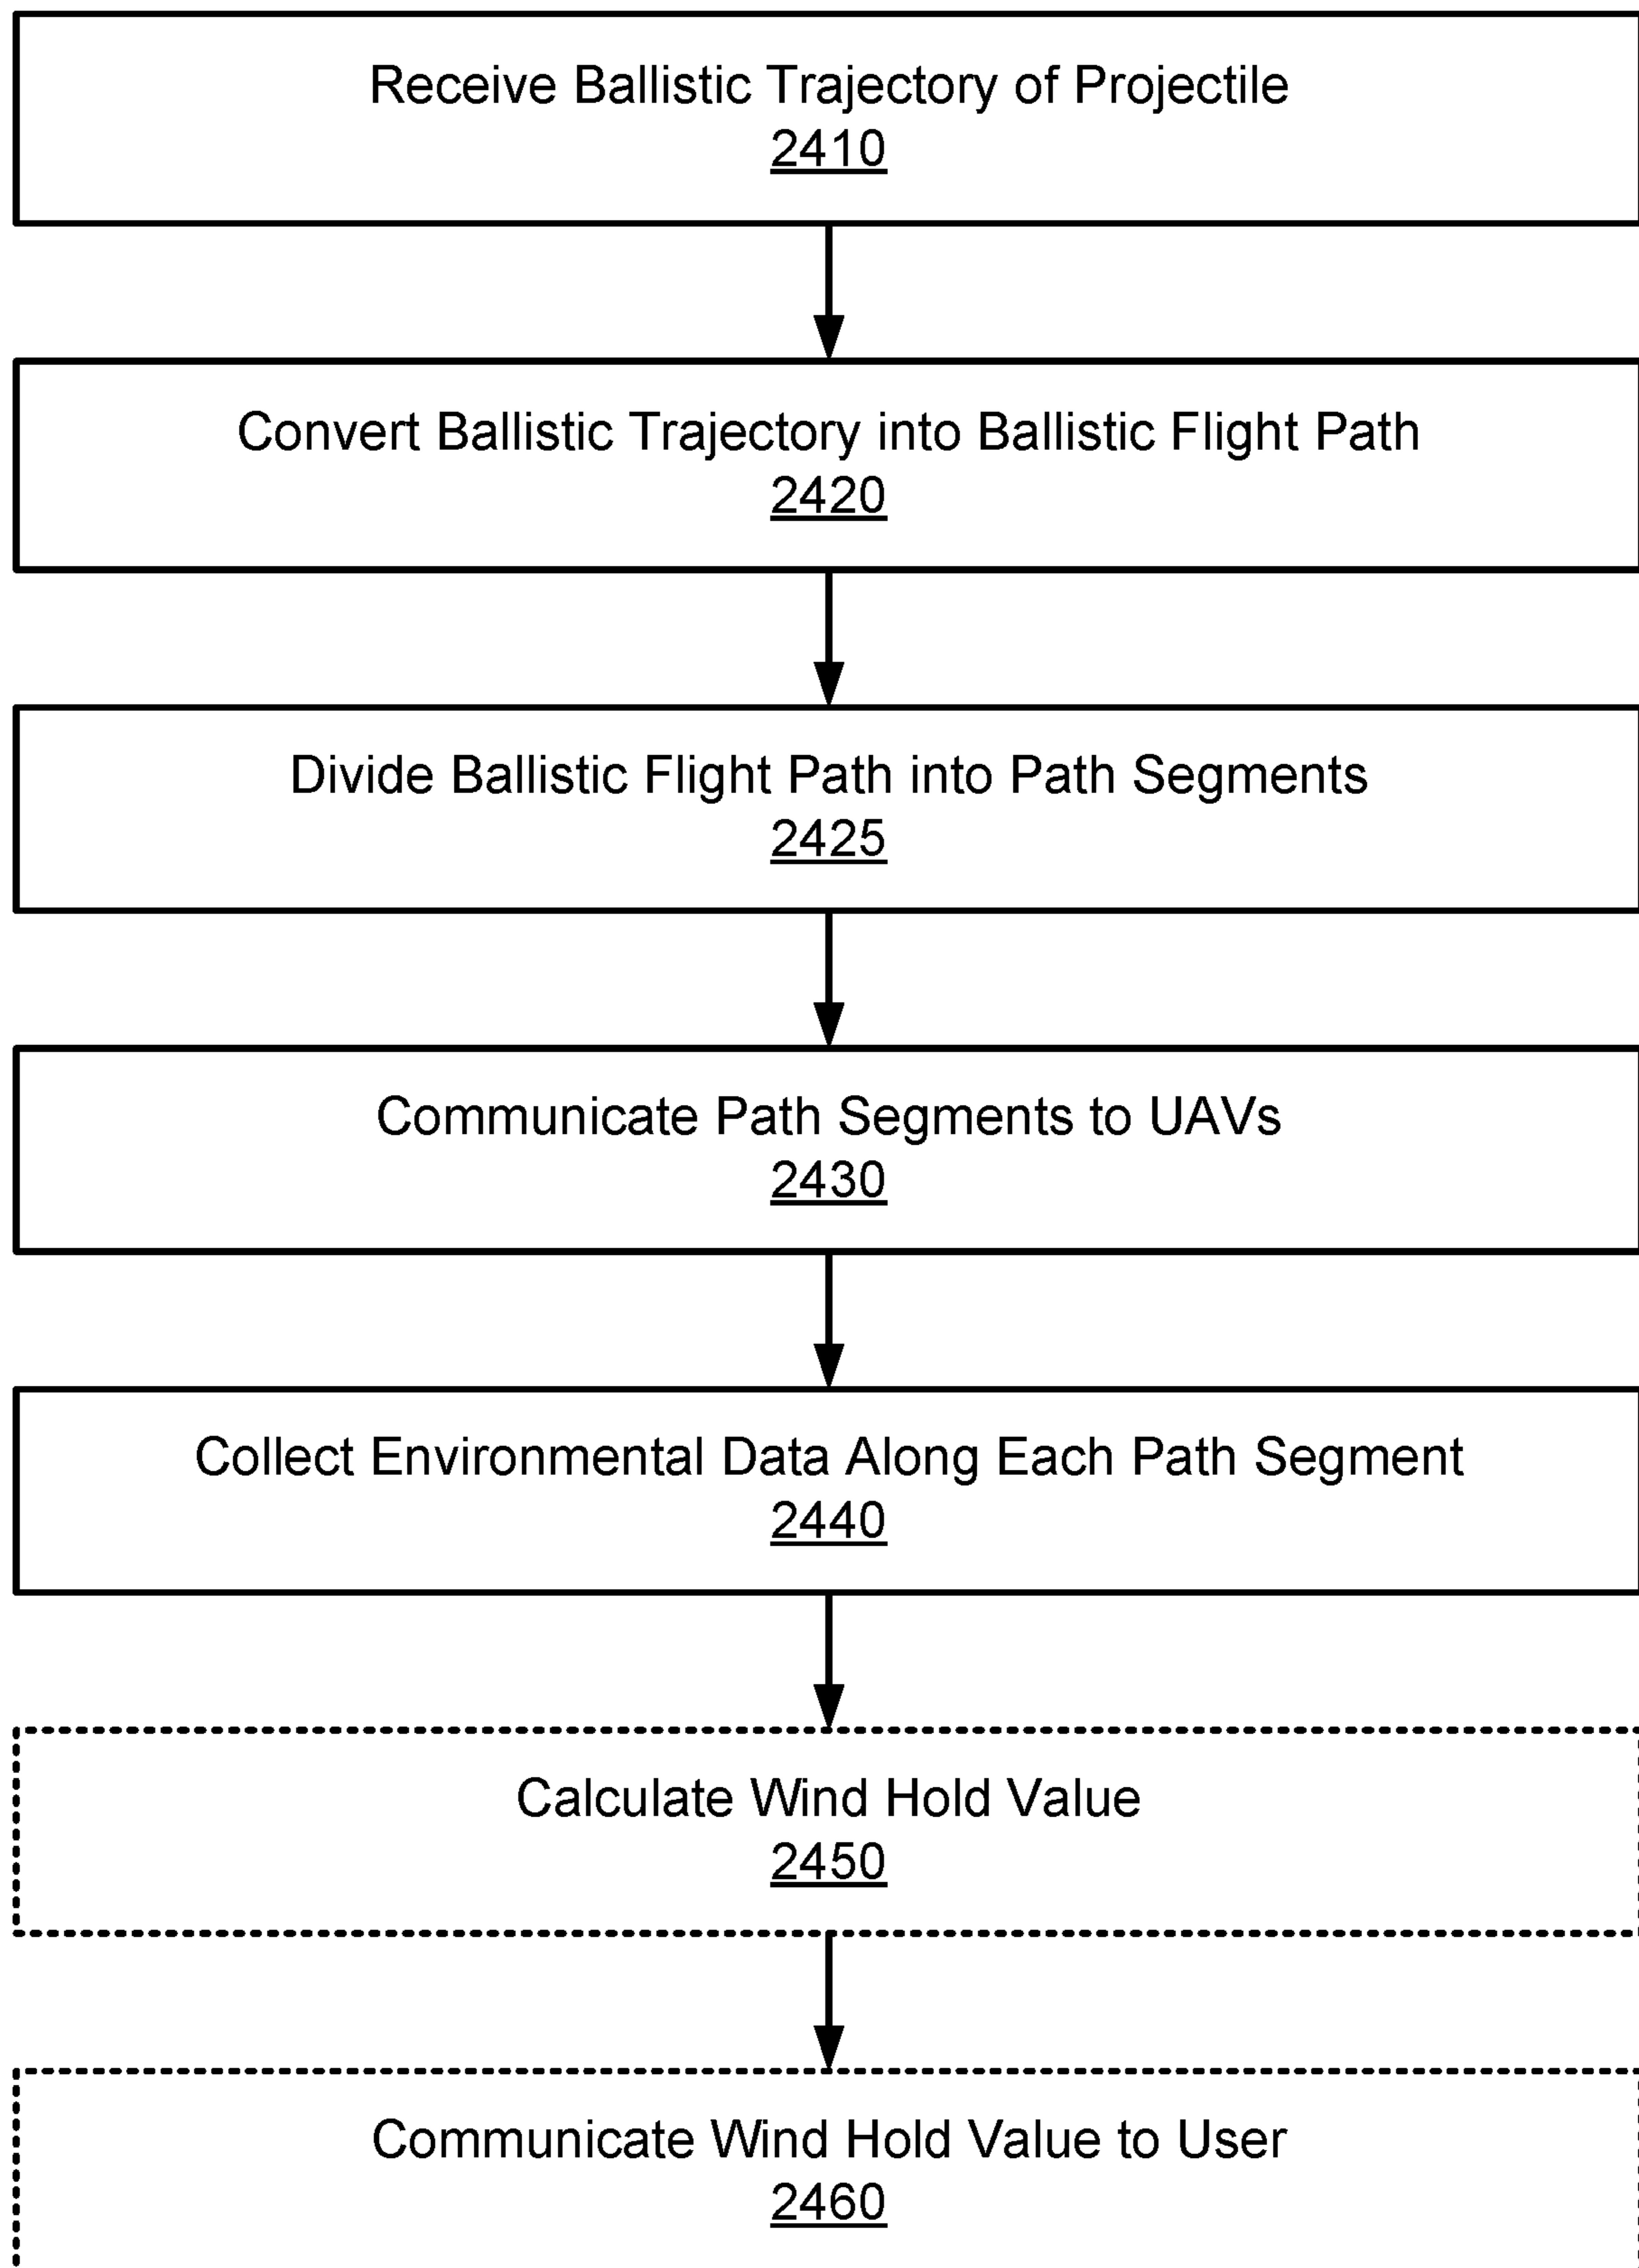 Receive Ballistic Trajectory of Projectile
2410
Convert Ballistic Trajectory into Ballistic Flight Path
2420
Divide Ballistic Flight Path into Path Segments
2425
Communicate Path Segments to UAVs
2430
Collect Environmental Data Along Each Path Segment
2440
Calculate Wind Hold Value
2450
Communicate Wind Hold Value to User
2460